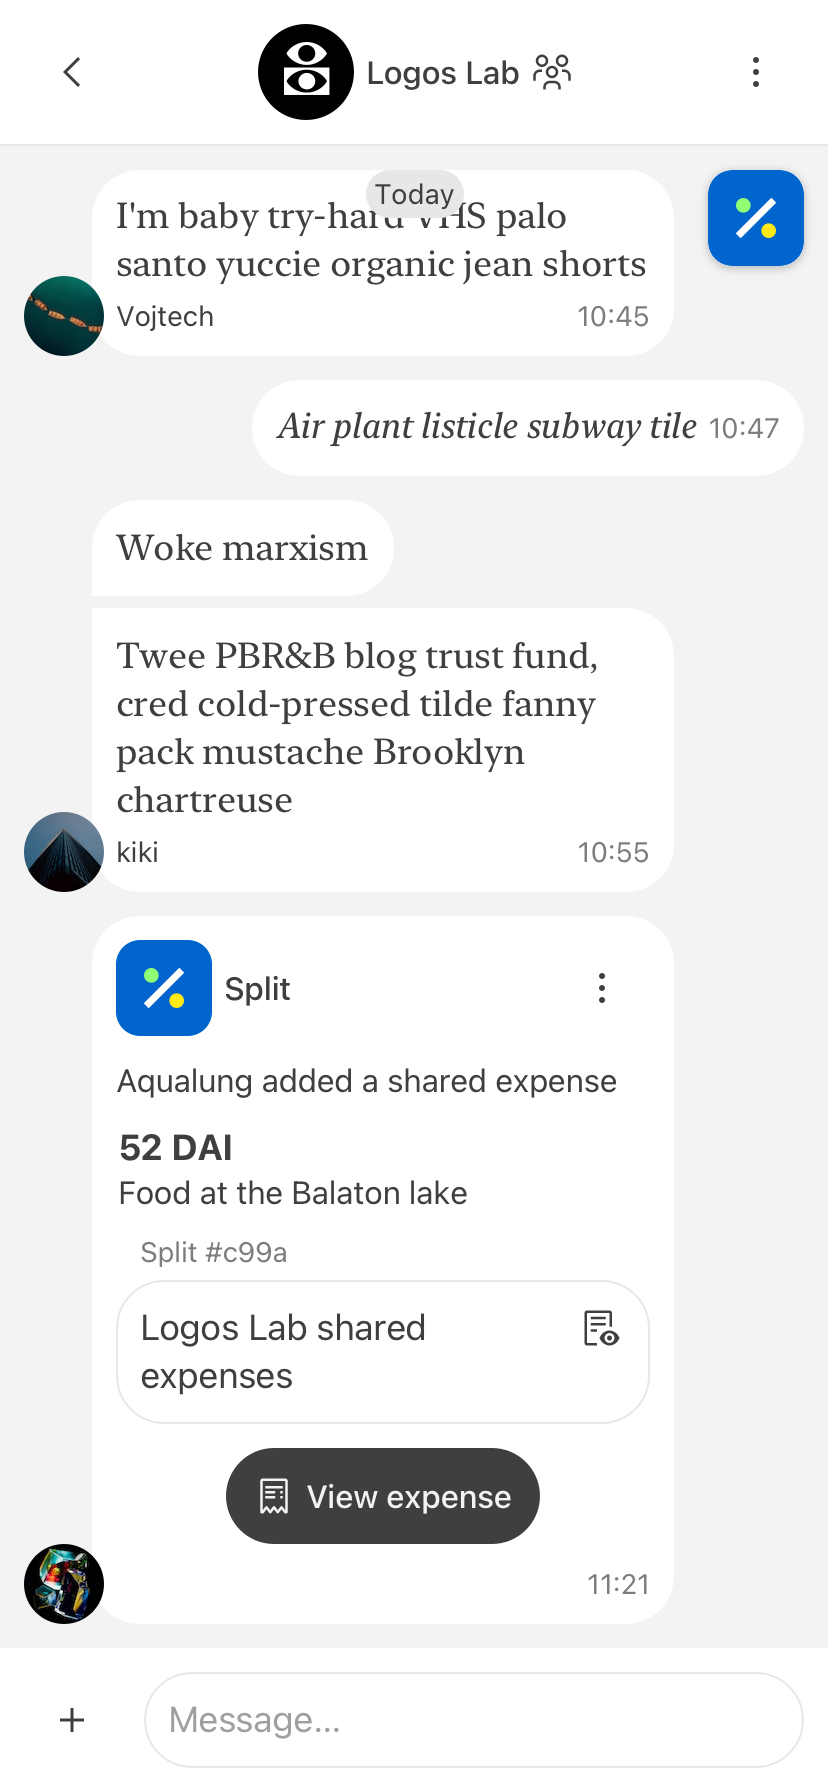 Logos Lab
Today
I'm baby try-hard VHS palo
santo yuccie organic jean shorts
Vojtech 10:45
Air plant listicle subway tile 10:47
Woke marxism
Twee PBR&B blog trust fund,
cred cold-pressed tilde fanny
pack mustache Brooklyn
chartreuse
kiki 10:55
Split
Aqualung added a shared expense
52 DAI
Food at the Balaton lake
Split #c99a
Logos Lab shared
expenses
View expense
11:21
Message...